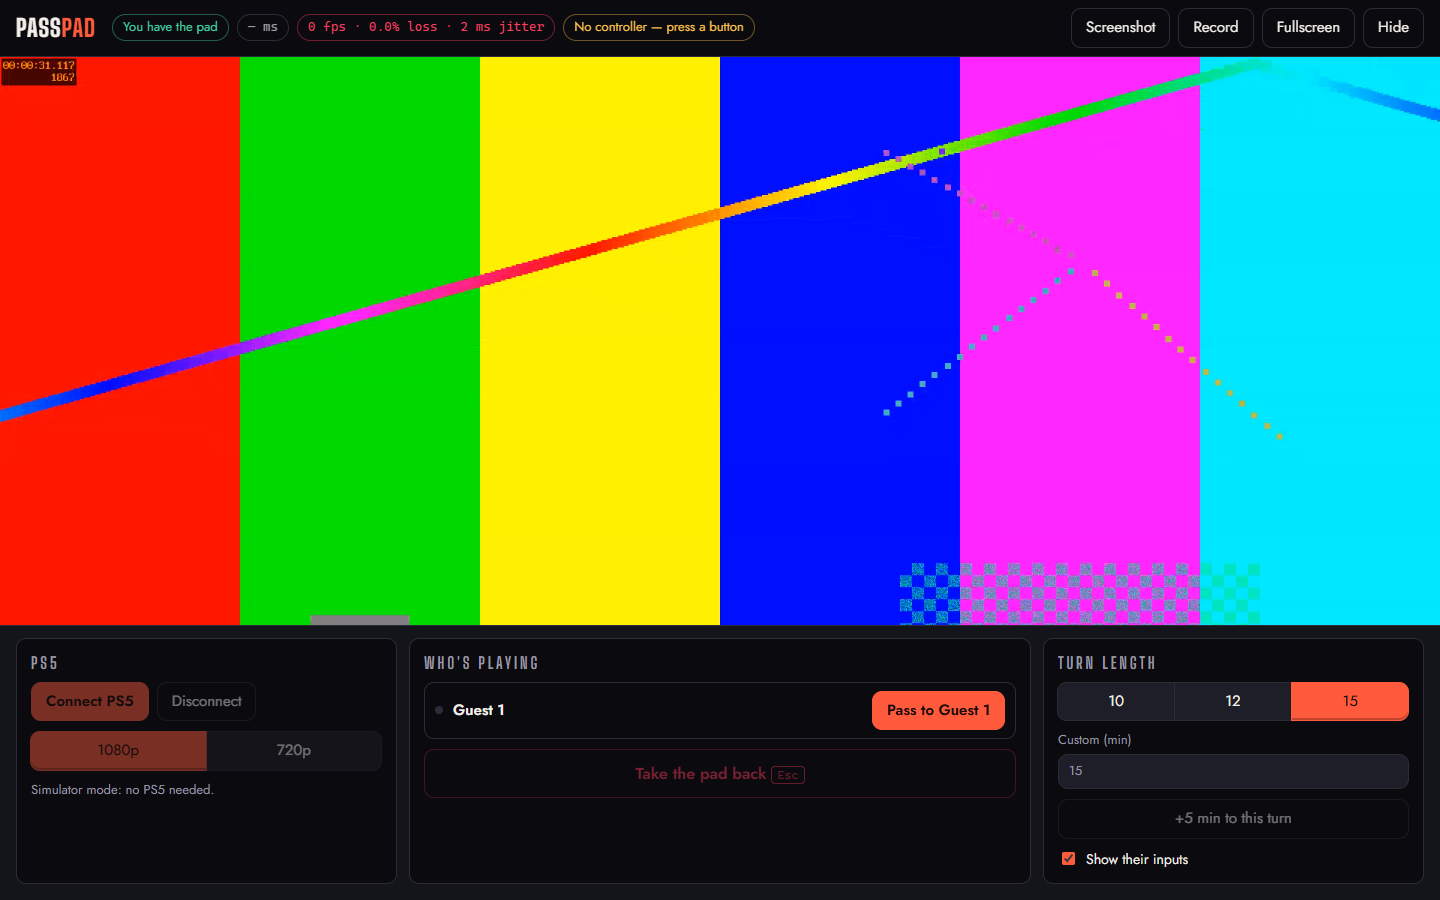 PASSPAD
You have the pad
– ms
0 fps · 0.0% loss · 2 ms jitter
No controller — press a button
Screenshot
Record
Fullscreen
Hide
00:00:31.117
1867
PS5
Connect PS5
Disconnect
1080p
720p
Simulator mode: no PS5 needed.
WHO'S PLAYING
Guest 1
Pass to Guest 1
Take the pad back Esc
TURN LENGTH
10
12
15
Custom (min)
15
+5 min to this turn
Show their inputs